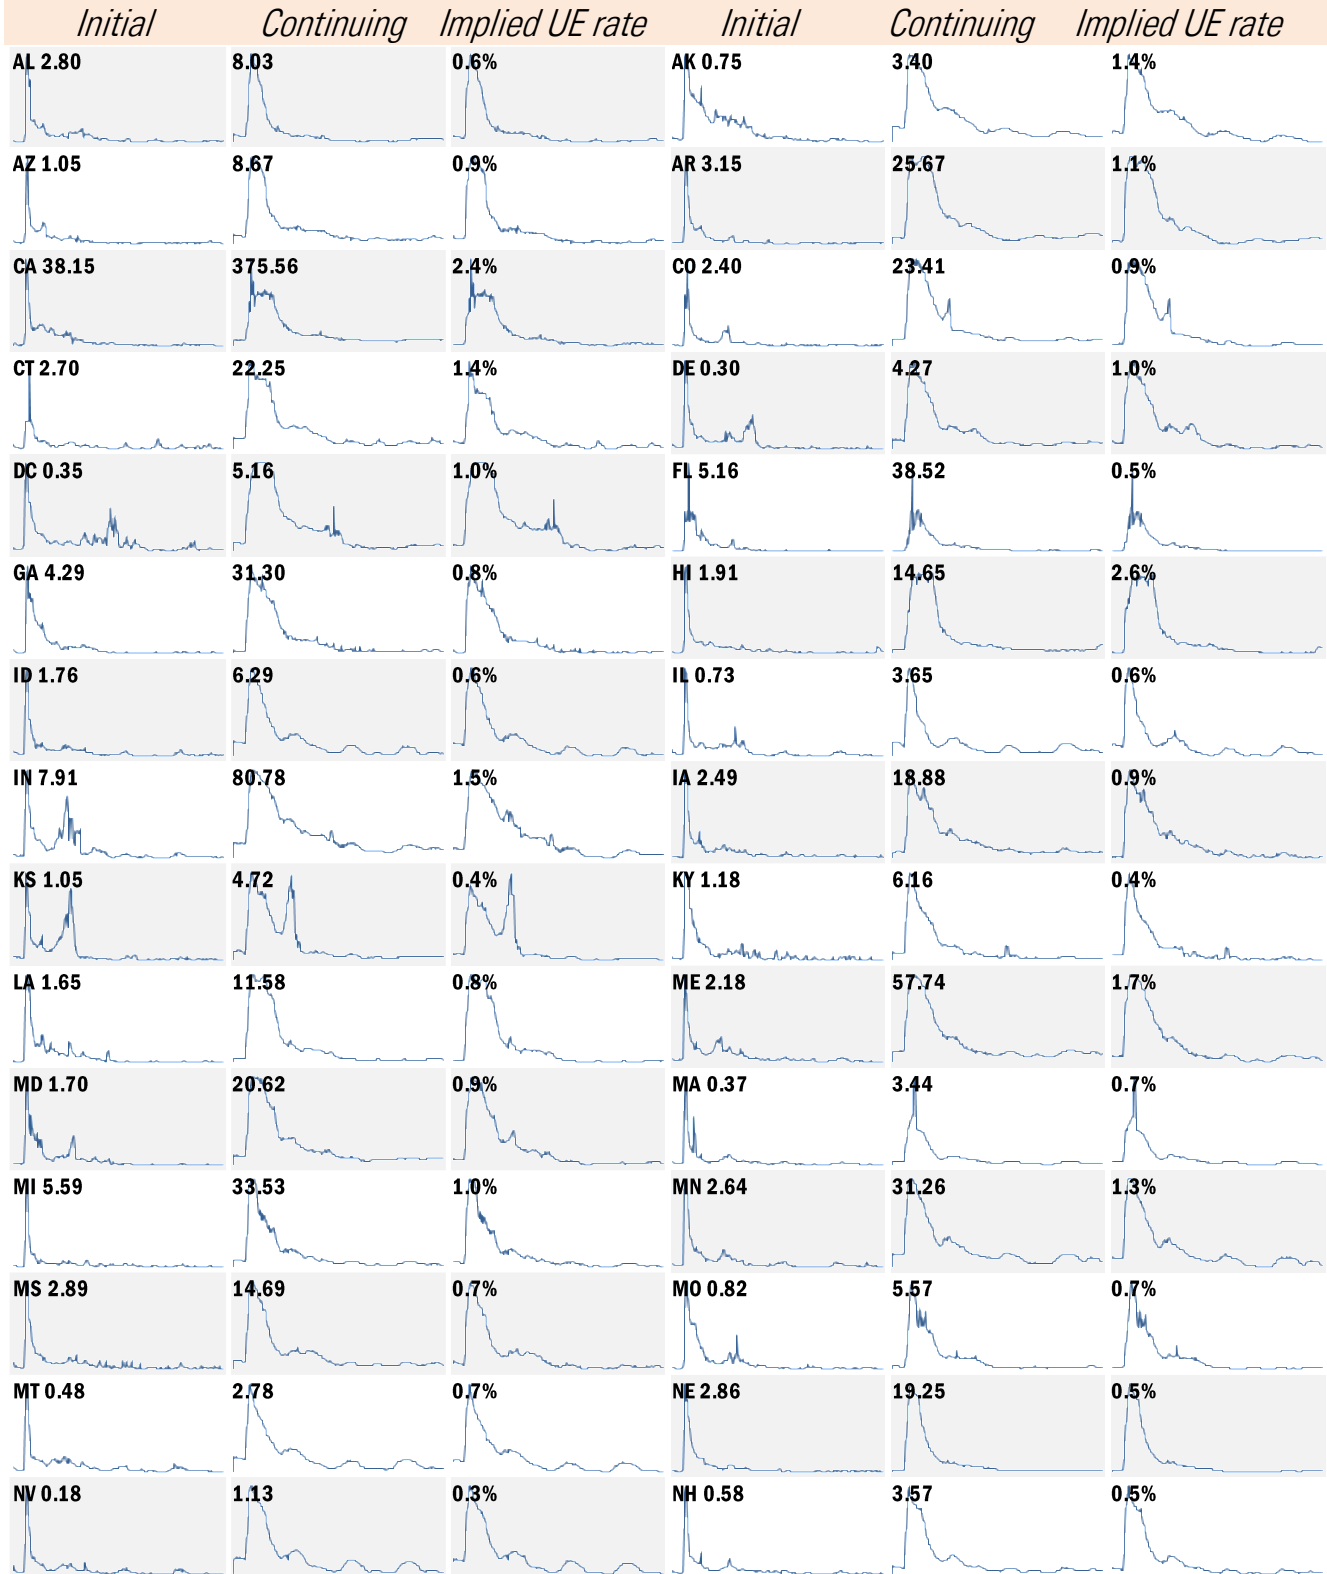 Initial Continuing Implied UE rate Initial Continuing Implied UE rate
AL 2.80 8.03 0.6% AK 0.75 3.40 1.4%
AZ 1.05 8.67 0.9% AR 3.15 25.67 1.1%
CA 38.15 375.56 2.4% CO 2.40 23.41 0.9%
CT 2.70 22.25 1.4% DE 0.30 4.27 1.0%
DC 0.35 5.16 1.0% FL 5.16 38.52 0.5%
GA 4.29 31.30 0.8% HI 1.91 14.65 2.6%
ID 1.76 6.29 0.6% IL 0.73 3.65 0.6%
IN 7.91 80.78 1.5% IA 2.49 18.88 0.9%
KS 1.05 4.72 0.4% KY 1.18 6.16 0.4%
LA 1.65 11.58 0.8% ME 2.18 57.74 1.7%
MD 1.70 20.62 0.9% MA 0.37 3.44 0.7%
MI 5.59 33.53 1.0% MN 2.64 31.26 1.3%
MS 2.89 14.69 0.7% MO 0.82 5.57 0.7%
MT 0.48 2.78 0.7% NE 2.86 19.25 0.5%
NV 0.18 1.13 0.3% NH 0.58 3.57 0.5%